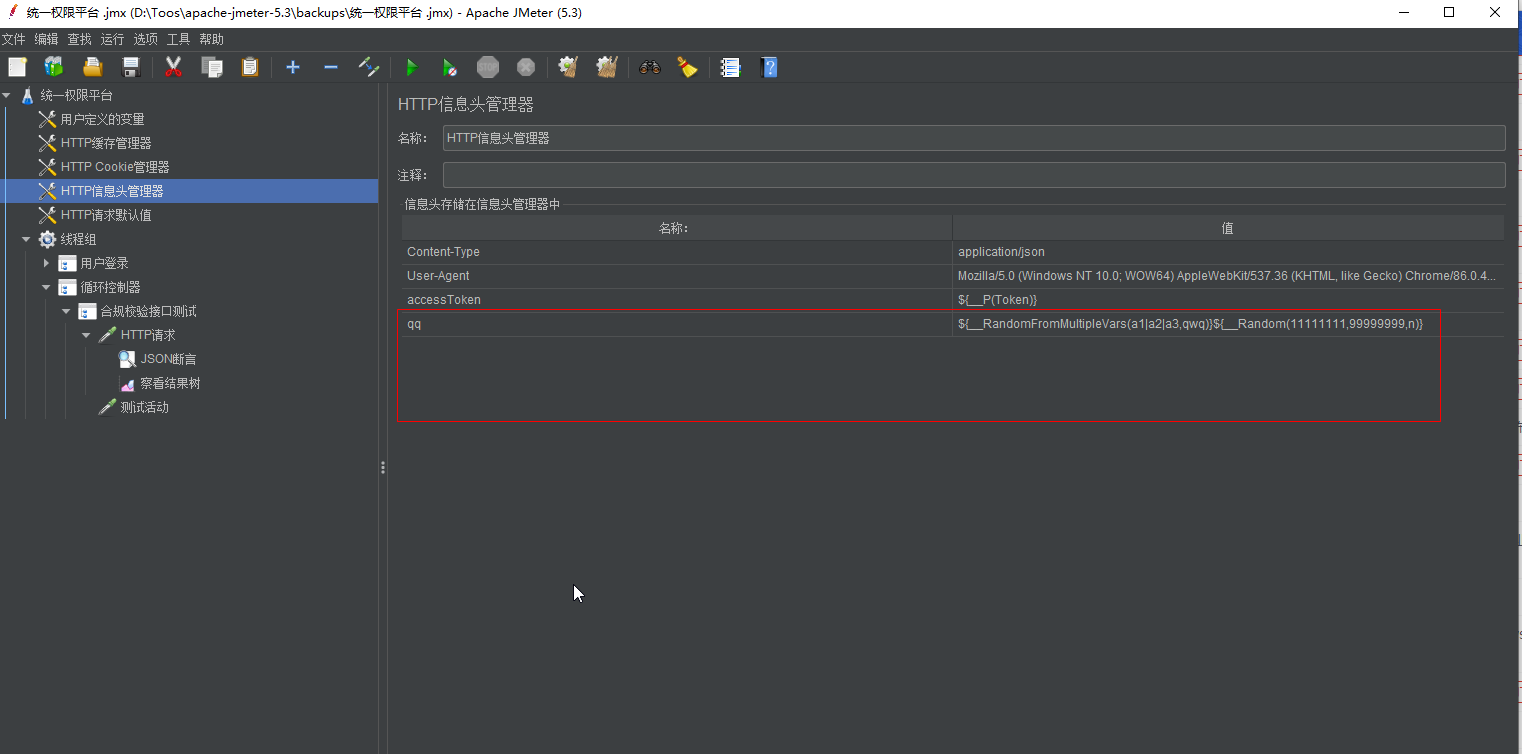 统一权限平台 .jmx (D:\Toos\apache-jmeter-5.3\backups\统一权限平台 .jmx) - Apache JMeter (5.3)
文件 编辑 查找 运行 选项 工具 帮助
STOP
统一权限平台
用户定义的变量
HTTP缓存管理器
HTTP Cookie管理器
HTTP信息头管理器
HTTP请求默认值
线程组
用户登录
循环控制器
合规校验接口测试
HTTP请求
JSON断言
察看结果树
测试活动
HTTP信息头管理器
名称: HTTP信息头管理器
注释:
信息头存储在信息头管理器中
名称: 值
Content-Type application/json
User-Agent Mozilla/5.0 (Windows NT 10.0; WOW64) AppleWebKit/537.36 (KHTML, like Gecko) Chrome/86.0.4...
accessToken ${__P(Token)}
qq ${__RandomFromMultipleVars(a1|a2|a3,qwq)}${__Random(11111111,99999999,n)}